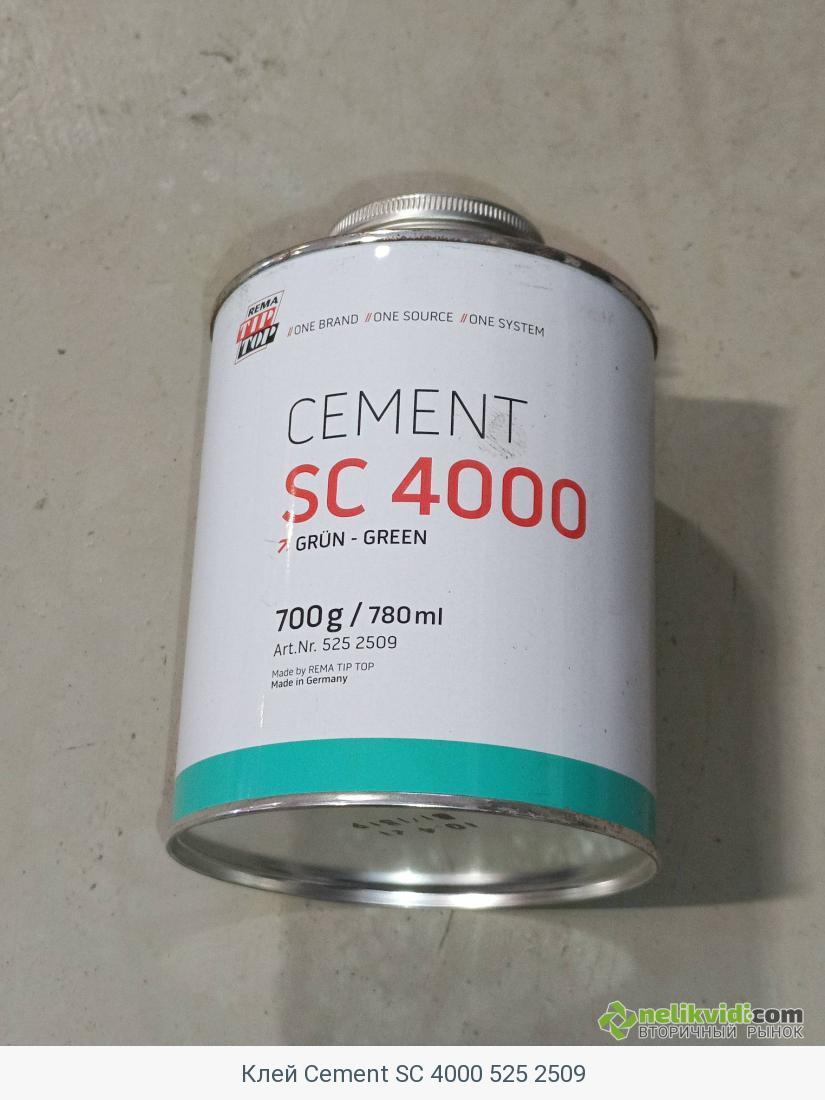 REMA
TIP
TOP
//ONE BRAND //ONE SOURCE //ONE SYSTEM
CEMENT
SC 4000
GRÜN - GREEN
700g / 780ml
Art.Nr. 525 2509
Made by REMA TIP TOP
Made in Germany
nelikvidi.com
ВТОРИЧНЫЙ РЫНОК
Клей Cement SC 4000 525 2509